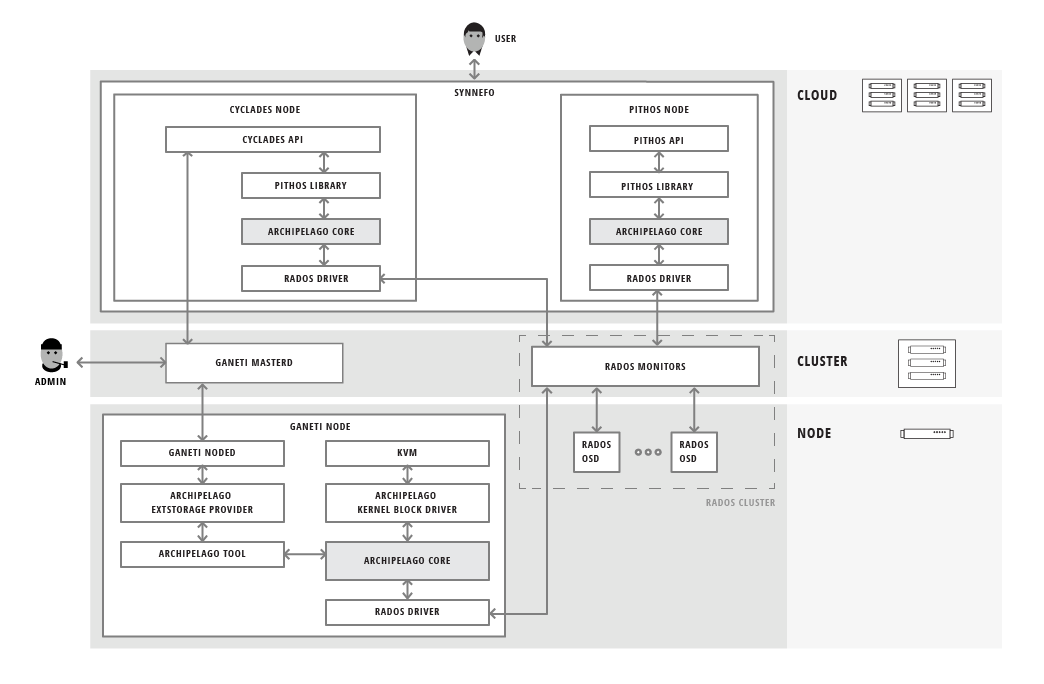 USER
SYNNEFO
CLOUD
CYCLADES NODE
CYCLADES API
PITHOS LIBRARY
ARCHIPELAGO CORE
RADOS DRIVER
PITHOS NODE
PITHOS API
PITHOS LIBRARY
ARCHIPELAGO CORE
RADOS DRIVER
ADMIN
GANETI MASTERD
RADOS MONITORS
CLUSTER
GANETI NODE
GANETI NODED
ARCHIPELAGO
EXTSTORAGE PROVIDER
ARCHIPELAGO TOOL
KVM
ARCHIPELAGO
KERNEL BLOCK DRIVER
ARCHIPELAGO CORE
RADOS DRIVER
RADOS
OSD
RADOS
OSD
RADOS CLUSTER
NODE